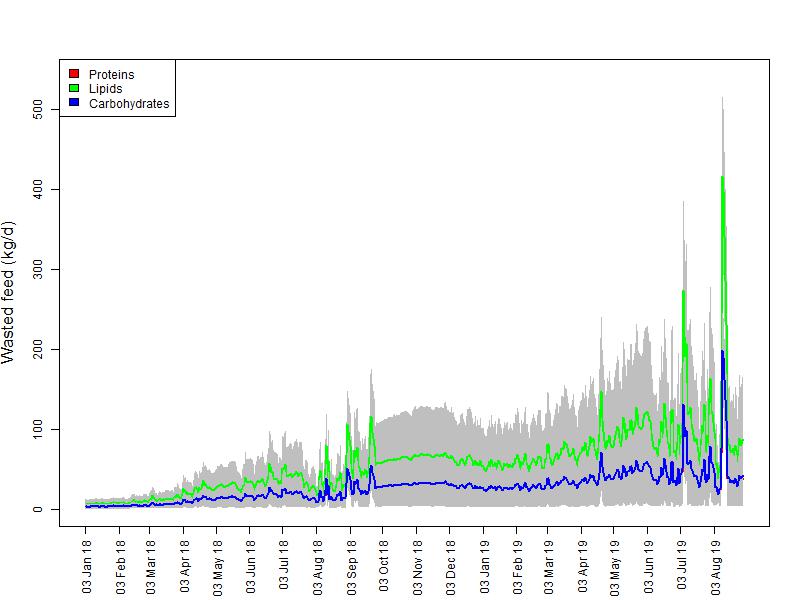 Proteins
Lipids
Carbohydrates
Wasted feed (kg/d)
500
400
300
200
100
0
03 Jan 18
03 Feb 18
03 Mar 18
03 Apr 18
03 May 18
03 Jun 18
03 Jul 18
03 Aug 18
03 Sep 18
03 Oct 18
03 Nov 18
03 Dec 18
03 Jan 19
03 Feb 19
03 Mar 19
03 Apr 19
03 May 19
03 Jun 19
03 Jul 19
03 Aug 19